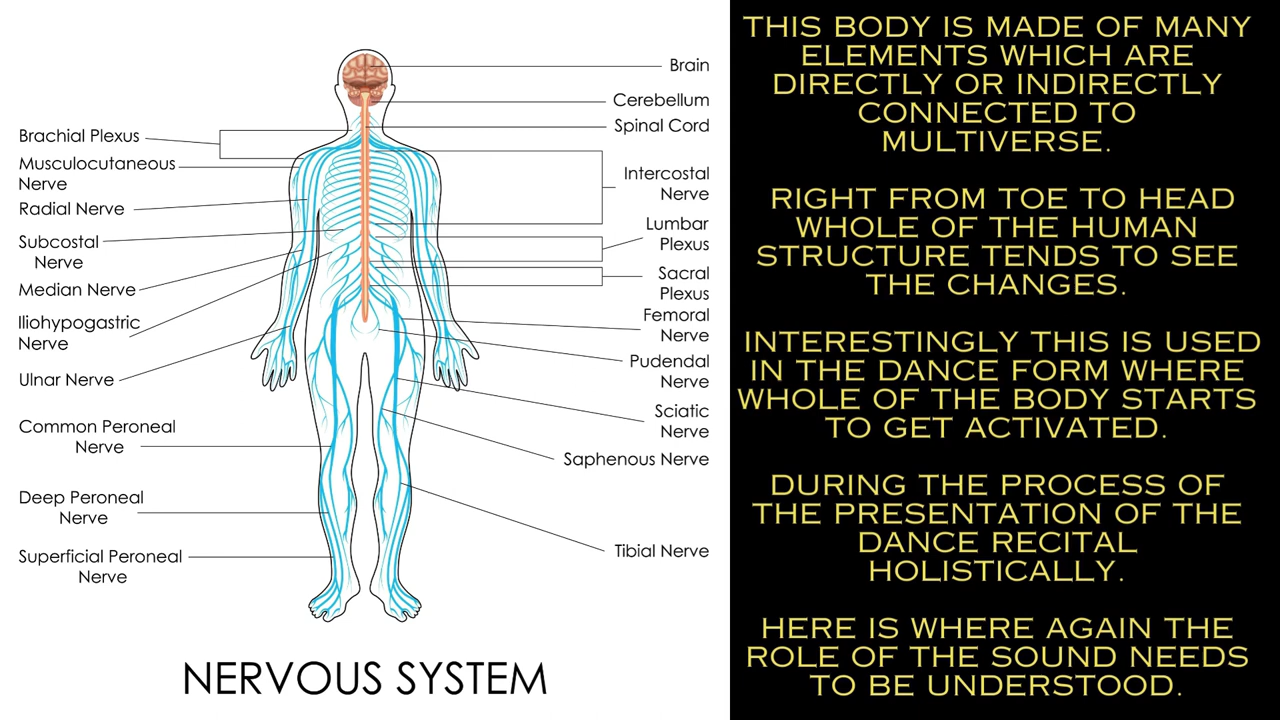 Brain
Cerebellum
Spinal Cord
Intercostal
Nerve
Lumbar
Plexus
Sacral
Plexus
Femoral
Nerve
Pudendal
Nerve
Sciatic
Nerve
Saphenous Nerve
Tibial Nerve
Brachial Plexus
Musculocutaneous
Nerve
Radial Nerve
Subcostal
Nerve
Median Nerve
Iliohypogastric
Nerve
Ulnar Nerve
Common Peroneal
Nerve
Deep Peroneal
Nerve
Superficial Peroneal
Nerve
NERVOUS SYSTEM
THIS BODY IS MADE OF MANY
ELEMENTS WHICH ARE
DIRECTLY OR INDIRECTLY
CONNECTED TO
MULTIVERSE.
RIGHT FROM TOE TO HEAD
WHOLE OF THE HUMAN
STRUCTURE TENDS TO SEE
THE CHANGES.
INTERESTINGLY THIS IS USED
IN THE DANCE FORM WHERE
WHOLE OF THE BODY STARTS
TO GET ACTIVATED.
DURING THE PROCESS OF
THE PRESENTATION OF THE
DANCE RECITAL
HOLISTICALLY.
HERE IS WHERE AGAIN THE
ROLE OF THE SOUND NEEDS
TO BE UNDERSTOOD.